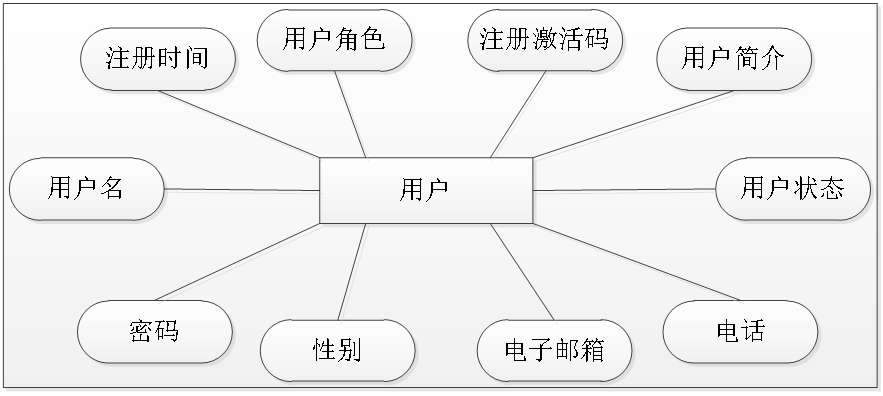 注册时间
用户角色
注册激活码
用户简介
用户名
用户
用户状态
密码
性别
电子邮箱
电话